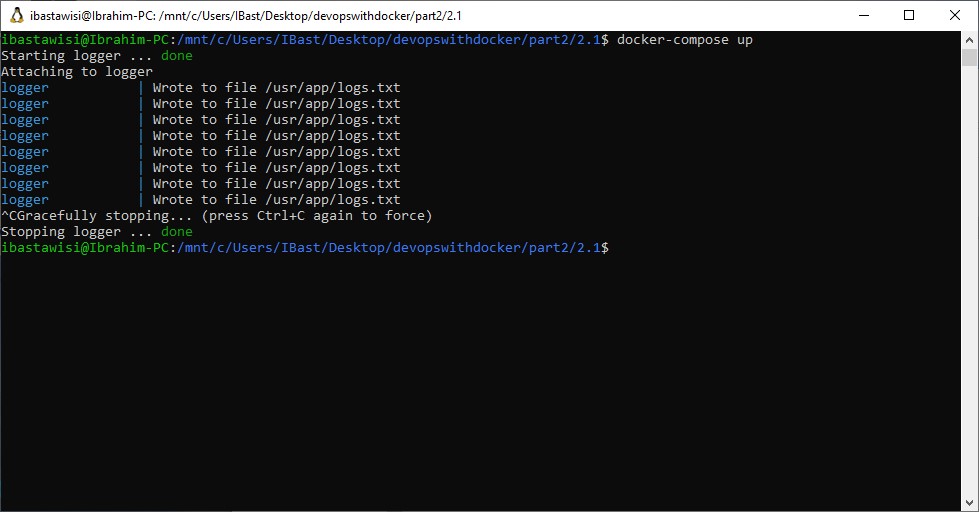 ibastawisi@Ibrahim-PC: /mnt/c/Users/IBast/Desktop/devopswithdocker/part2/2.1
ibastawisi@Ibrahim-PC:/mnt/c/Users/IBast/Desktop/devopswithdocker/part2/2.1$ docker-compose up
Starting logger ... done
Attaching to logger
logger           | Wrote to file /usr/app/logs.txt
logger           | Wrote to file /usr/app/logs.txt
logger           | Wrote to file /usr/app/logs.txt
logger           | Wrote to file /usr/app/logs.txt
logger           | Wrote to file /usr/app/logs.txt
logger           | Wrote to file /usr/app/logs.txt
logger           | Wrote to file /usr/app/logs.txt
logger           | Wrote to file /usr/app/logs.txt
^CGracefully stopping... (press Ctrl+C again to force)
Stopping logger ... done
ibastawisi@Ibrahim-PC:/mnt/c/Users/IBast/Desktop/devopswithdocker/part2/2.1$